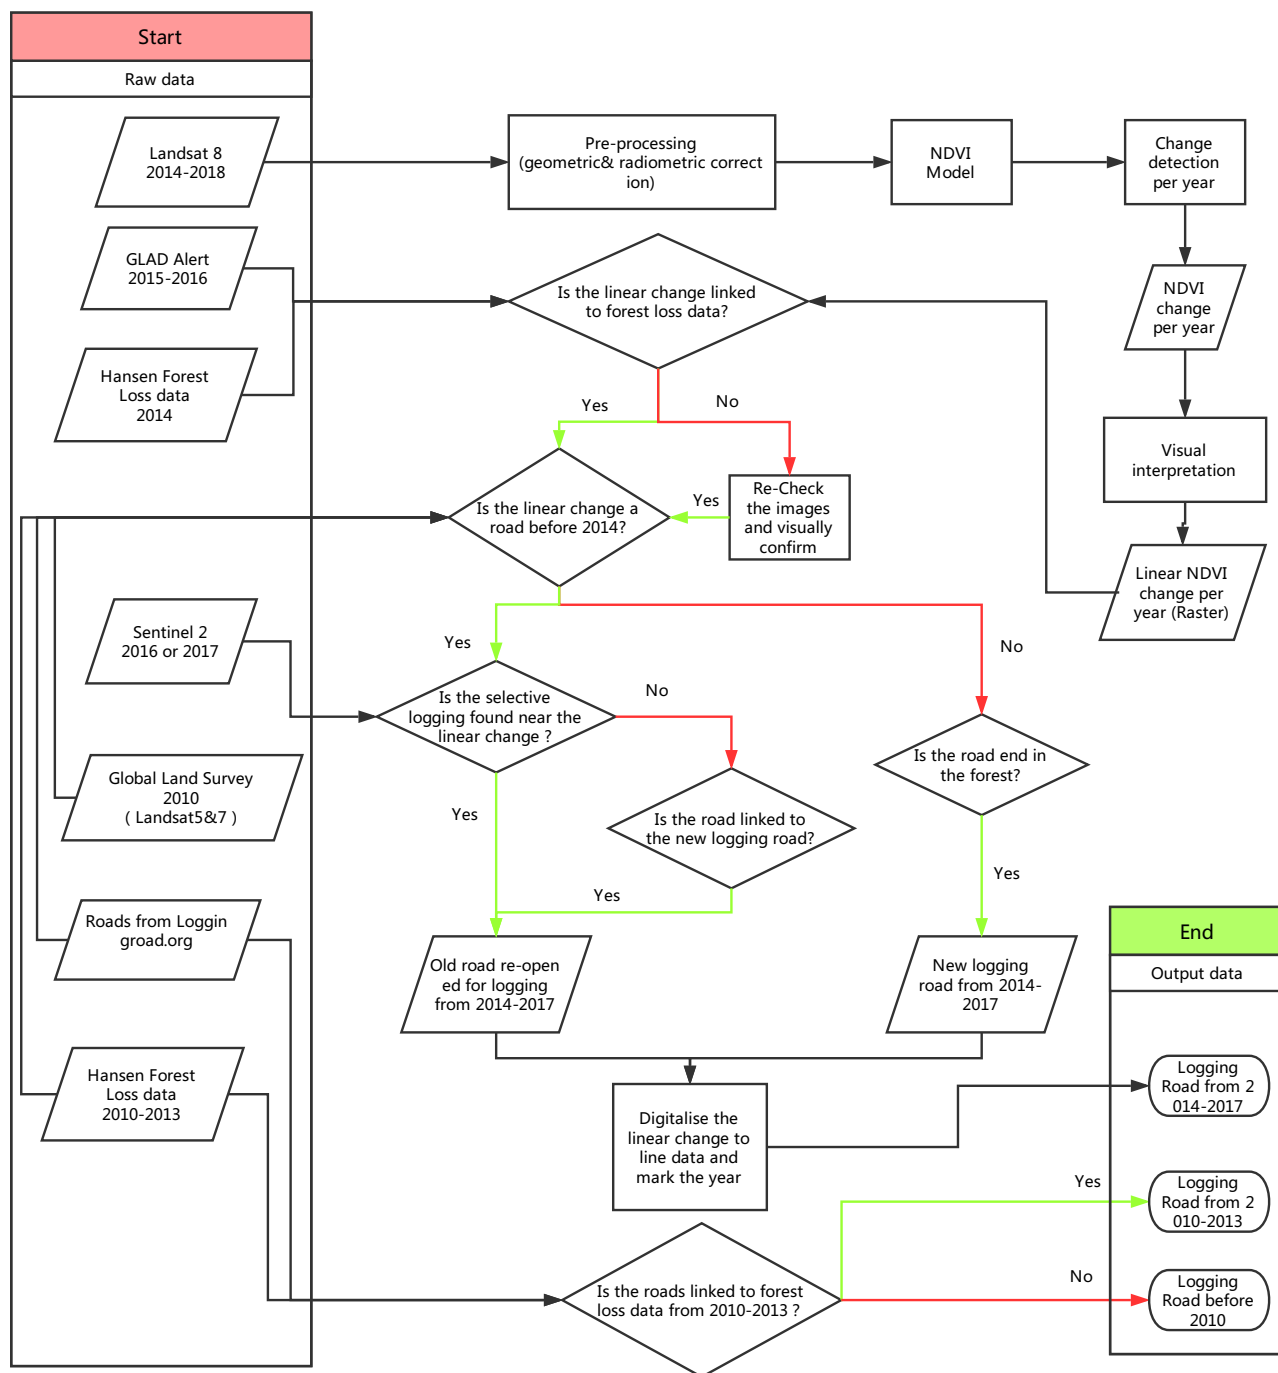 Start
Raw data
Landsat 8
2014-2018
Pre-processing
(geometric& radiometric correct
ion)
NDVI
Model
Change
detection
per year
GLAD Alert
2015-2016
Is the linear change linked
to forest loss data?
NDVI
change
per year
Hansen Forest
Loss data
2014
Yes
No
Visual
interpretation
Is the linear change a
road before 2014?
Yes
Re-Check
the images
and visually
confirm
Linear NDVI
change per
year (Raster)
Sentinel 2
2016 or 2017
Yes
No
Is the selective
logging found near the
linear change ?
No
Is the road end in
the forest?
Global Land Survey
2010
( Landsat5&7 )
Yes
Is the road linked to
the new logging road?
Yes
Yes
Roads from Loggin
groad.org
Old road re-open
ed for logging
from 2014-2017
New logging
road from 2014-
2017
End
Output data
Hansen Forest
Loss data
2010-2013
Digitalise the
linear change to
line data and
mark the year
Logging
Road from 2
014-2017
Yes
Logging
Road from 2
010-2013
Is the roads linked to forest
loss data from 2010-2013 ?
No
Logging
Road before
2010